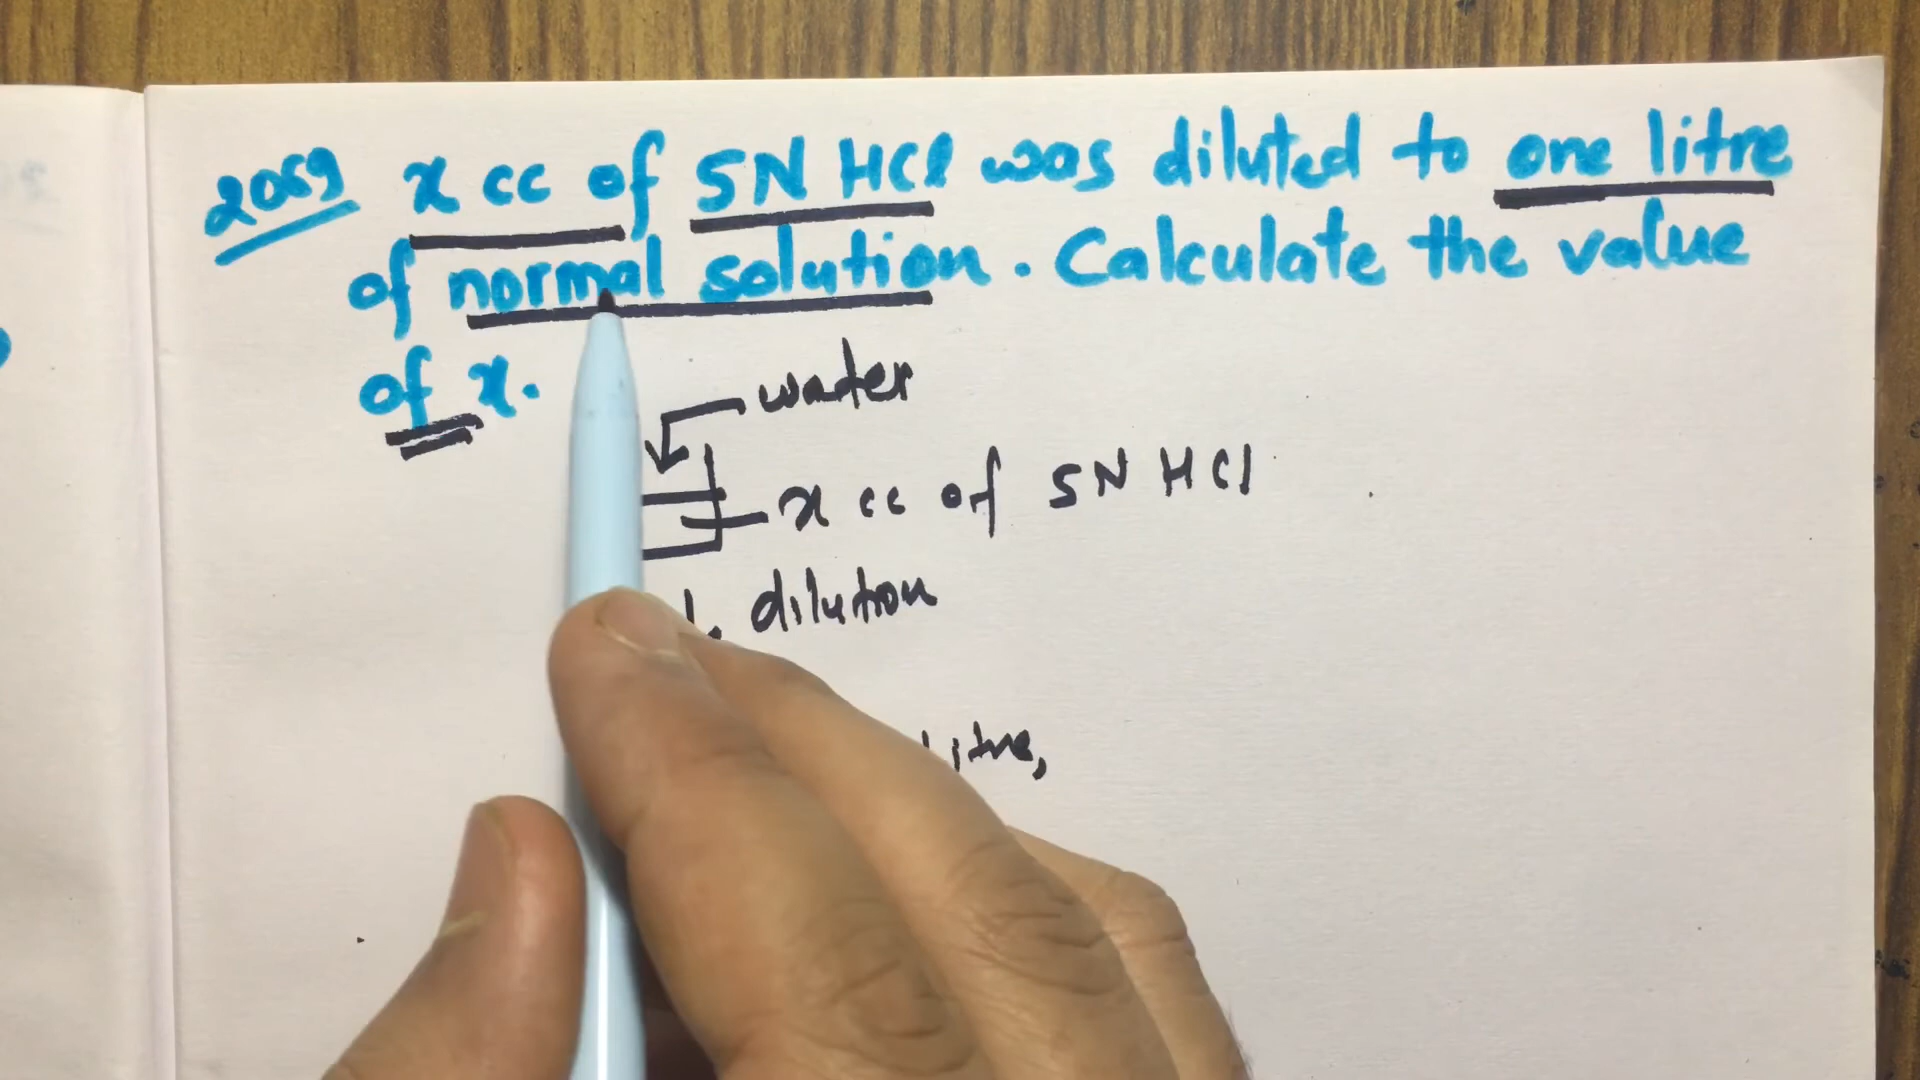 2069 x cc of 5N HCl was diluted to one litre
of normal solution. Calculate the value
of x.
water
x cc of 5N HCl
dilution
litre,